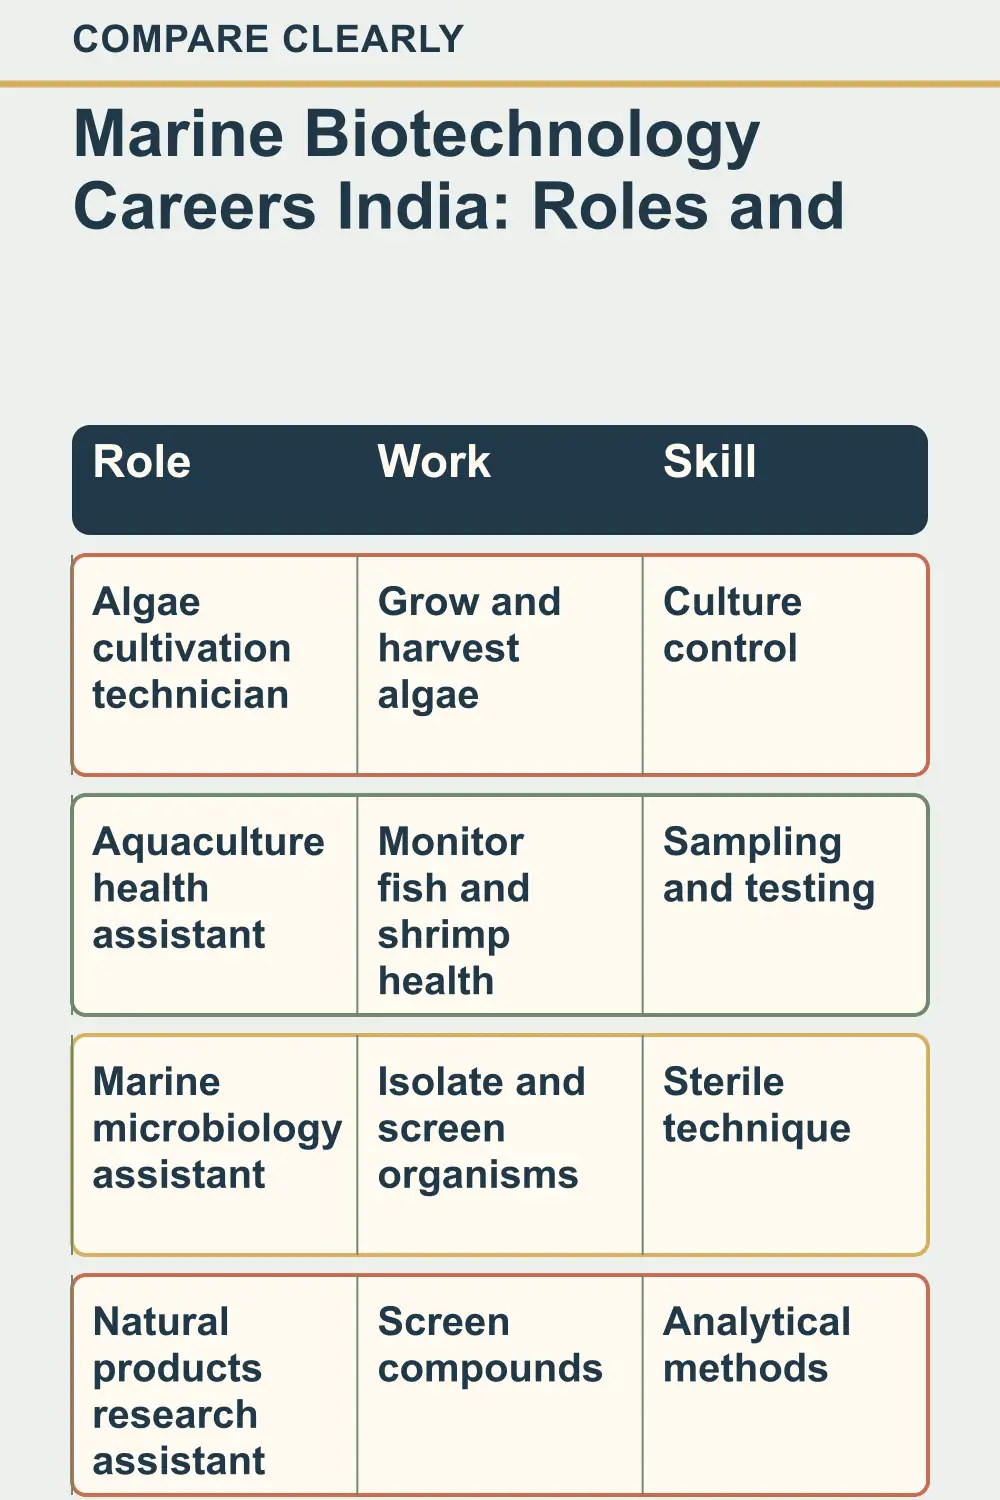 COMPARE CLEARLY
Marine Biotechnology
Careers India: Roles and
Role
Work
Skill
Algae
cultivation
technician
Grow and
harvest
algae
Culture
control
Aquaculture
health
assistant
Monitor
fish and
shrimp
health
Sampling
and testing
Marine
microbiology
assistant
Isolate and
screen
organisms
Sterile
technique
Natural
products
research
assistant
Screen
compounds
Analytical
methods